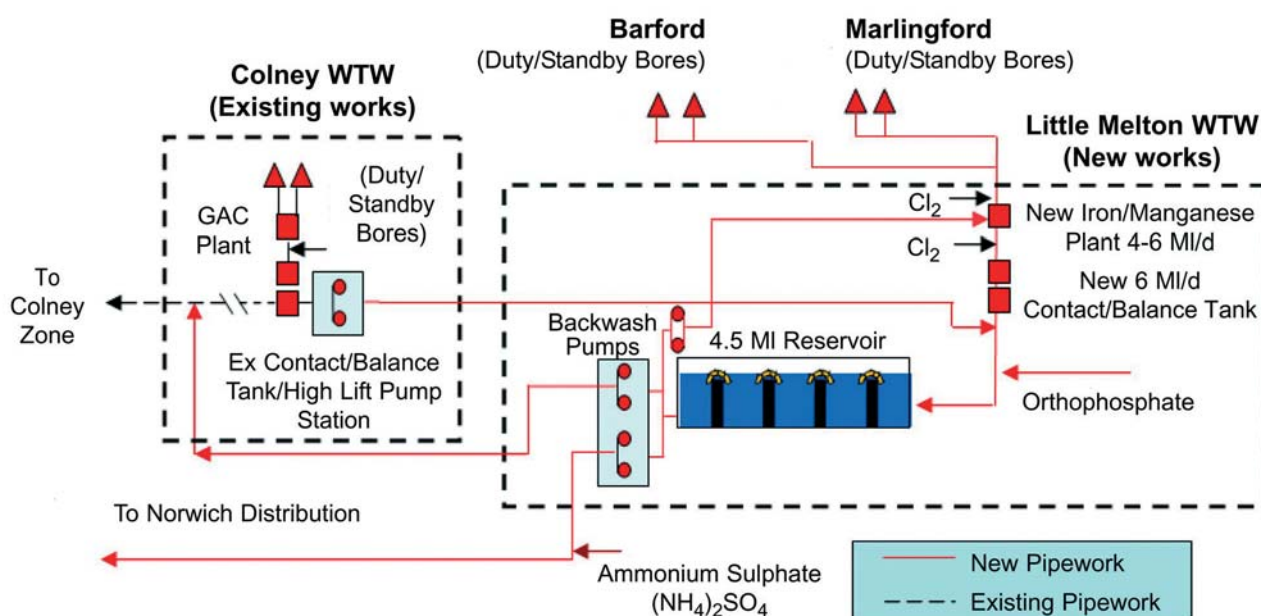 Barford
(Duty/Standby Bores)
Marlingford
(Duty/Standby Bores)
Colney WTW
(Existing works)
Little Melton WTW
(New works)
GAC
Plant
(Duty/
Standby
Bores)
Cl2
New Iron/Manganese
Plant 4-6 Ml/d
Cl2
New 6 Ml/d
Contact/Balance Tank
To
Colney
Zone
Backwash
Pumps
4.5 Ml Reservoir
Ex Contact/Balance
Tank/High Lift Pump
Station
Orthophosphate
To Norwich Distribution
Ammonium Sulphate
(NH4)2SO4
New Pipework
Existing Pipework